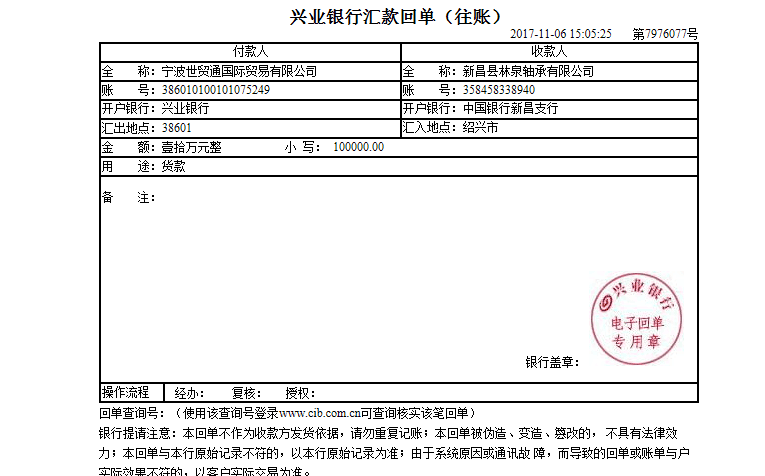 兴业银行汇款回单（往账）
2017-11-06 15:05:25 第7976077号
付款人 收款人
全 称：宁波世贸通国际贸易有限公司 全 称：新昌县林泉轴承有限公司
账 号：386010100101075249 账 号：358458338940
开户银行：兴业银行 开户银行：中国银行新昌支行
汇出地点：38601 汇入地点：绍兴市
金 额：壹拾万元整 小 写： 100000.00
用 途：货款
备 注：
兴业银行
电子回单
专用章
银行盖章：
操作流程 经办： 复核： 授权：
回单查询号：（使用该查询号登录www.cib.com.cn可查询核实该笔回单）
银行提请注意：本回单不作为收款方发货依据，请勿重复记账；本回单被伪造、变造、篡改的，不具有法律效
力；本回单与本行原始记录不符的，以本行原始记录为准；由于系统原因或通讯故 障，而导致的回单或账单与户
实际效果不符的，以客户实际交易为准。